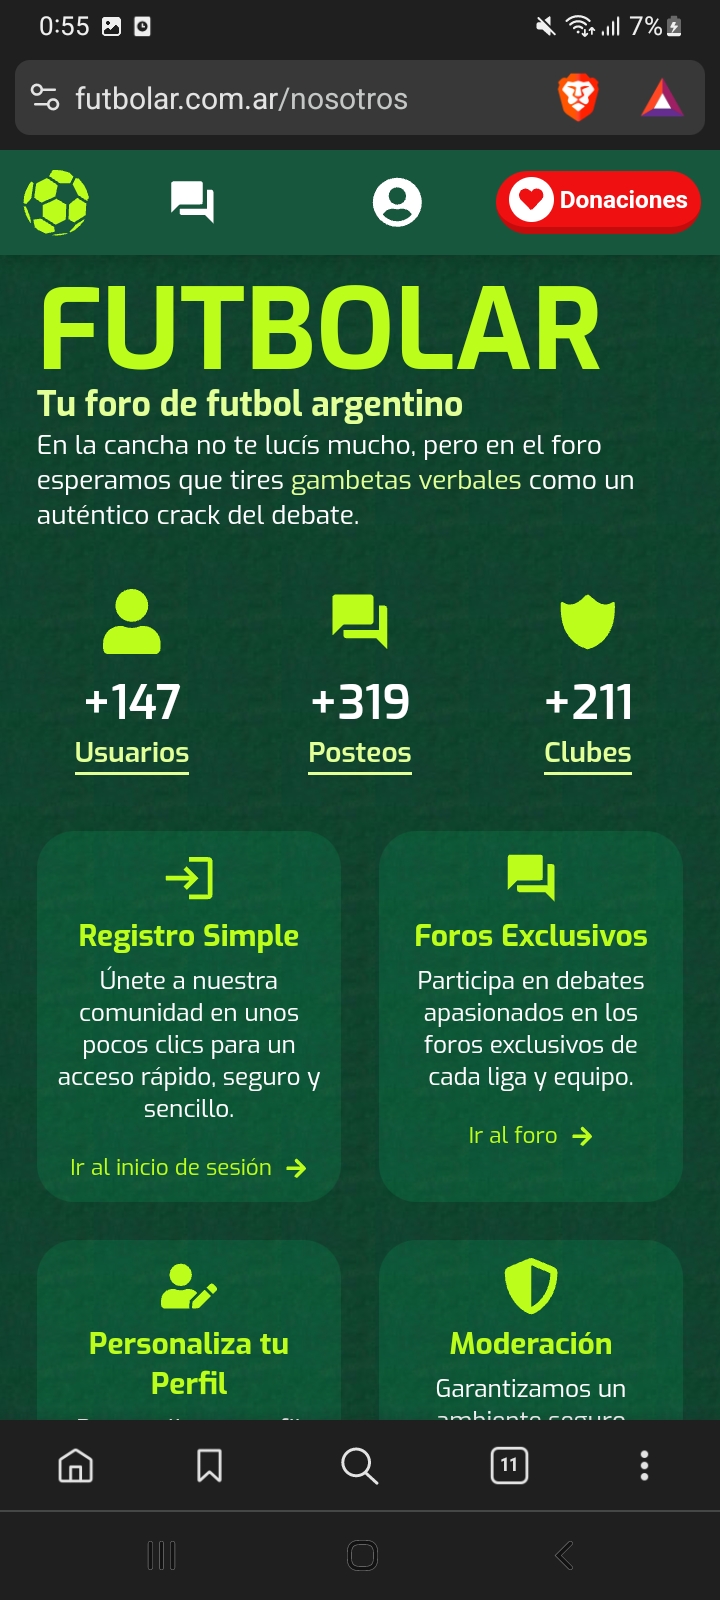 0:55
7%
futbolar.com.ar/nosotros
Donaciones
FUTBOLAR
Tu foro de futbol argentino
En la cancha no te lucís mucho, pero en el foro
esperamos que tires gambetas verbales como un
auténtico crack del debate.
+147
Usuarios
+319
Posteos
+211
Clubes
Registro Simple
Únete a nuestra
comunidad en unos
pocos clics para un
acceso rápido, seguro y
sencillo.
Ir al inicio de sesión
Foros Exclusivos
Participa en debates
apasionados en los
foros exclusivos de
cada liga y equipo.
Ir al foro
Personaliza tu
Perfil
Moderación
Garantizamos un
ambiente seguro
11